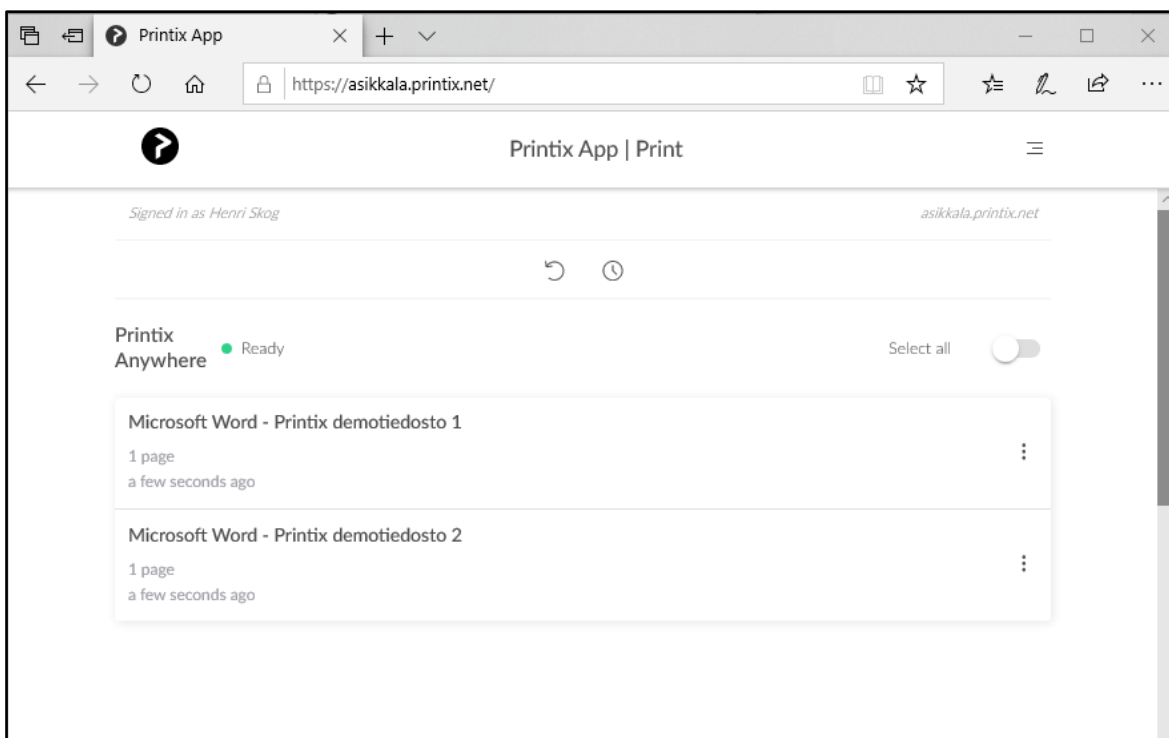 Printix App
https://asikkala.printix.net/
Printix App | Print
Signed in as Henri Skog
asikkala.printix.net
Printix
Anywhere
Ready
Select all
Microsoft Word - Printix demotiedosto 1
1 page
a few seconds ago
Microsoft Word - Printix demotiedosto 2
1 page
a few seconds ago